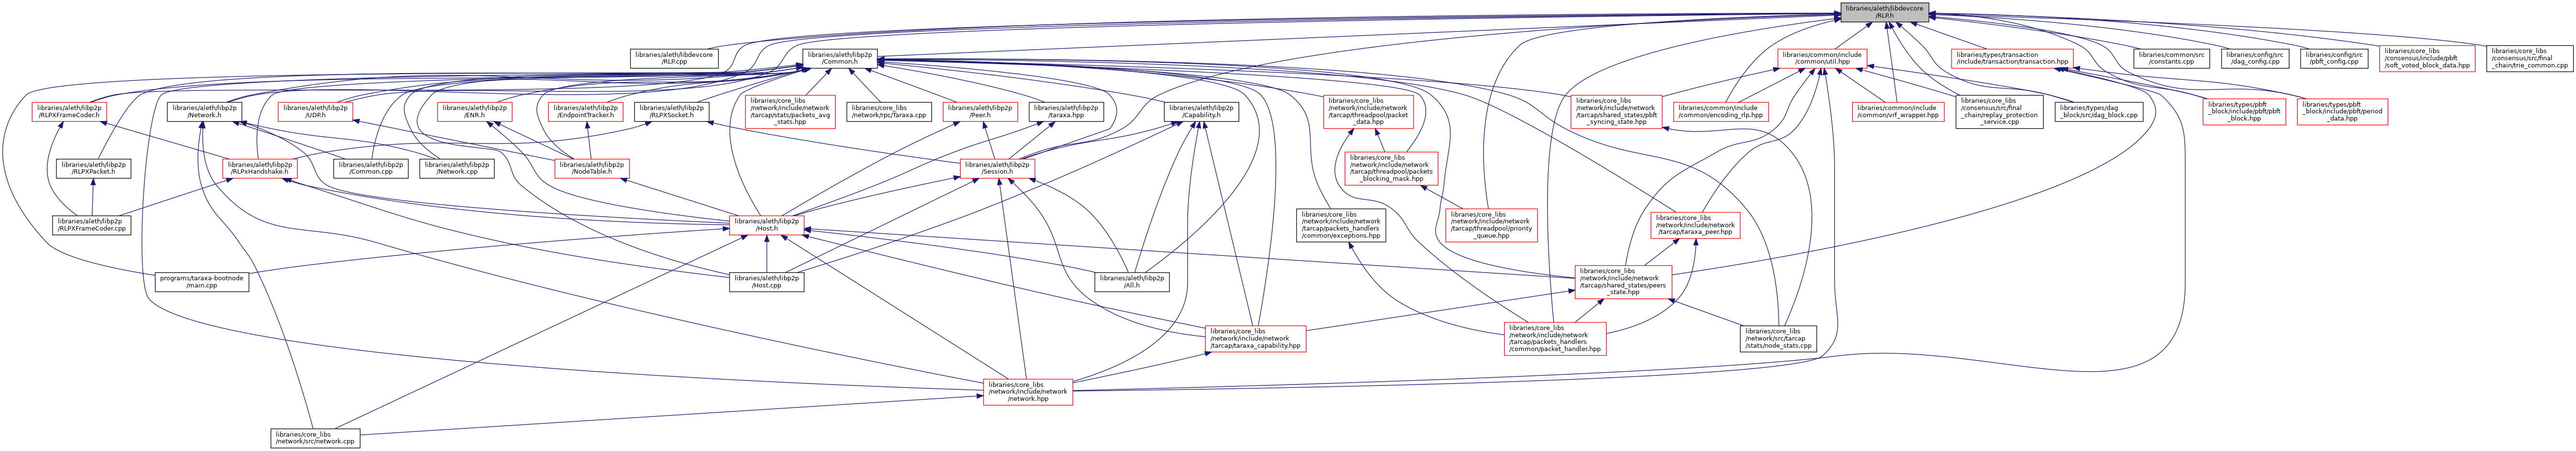 libraries/aleth/libdevcore
/RLP.h
libraries/aleth/libdevcore
/RLP.cpp
libraries/aleth/libp2p
/Common.h
libraries/common/include
/common/util.hpp
libraries/types/transaction
/include/transaction/transaction.hpp
libraries/common/src
/constants.cpp
libraries/config/src
/dag_config.cpp
libraries/config/src
/pbft_config.cpp
libraries/core_libs
/consensus/include/pbft
/soft_voted_block_data.hpp
libraries/core_libs
/consensus/src/final
_chain/trie_common.cpp
libraries/aleth/libp2p
/RLPXFrameCoder.h
libraries/aleth/libp2p
/Network.h
libraries/aleth/libp2p
/UDP.h
libraries/aleth/libp2p
/ENR.h
libraries/aleth/libp2p
/EndpointTracker.h
libraries/aleth/libp2p
/RLPXSocket.h
libraries/core_libs
/network/include/network
/tarcap/stats/packets_avg
_stats.hpp
libraries/core_libs
/network/rpc/Taraxa.cpp
libraries/aleth/libp2p
/Peer.h
libraries/aleth/libp2p
/taraxa.hpp
libraries/aleth/libp2p
/Capability.h
libraries/core_libs
/network/include/network
/tarcap/threadpool/packet
_data.hpp
libraries/core_libs
/network/include/network
/tarcap/shared_states/pbft
_syncing_state.hpp
libraries/common/include
/common/encoding_rlp.hpp
libraries/common/include
/common/vrf_wrapper.hpp
libraries/core_libs
/consensus/src/final
_chain/replay_protection
_service.cpp
libraries/types/dag
_block/src/dag_block.cpp
libraries/types/pbft
_block/include/pbft/pbft
_block.hpp
libraries/types/pbft
_block/include/pbft/period
_data.hpp
libraries/aleth/libp2p
/RLPXPacket.h
libraries/aleth/libp2p
/RLPxHandshake.h
libraries/aleth/libp2p
/Common.cpp
libraries/aleth/libp2p
/Network.cpp
libraries/aleth/libp2p
/NodeTable.h
libraries/aleth/libp2p
/Session.h
libraries/core_libs
/network/include/network
/tarcap/threadpool/packets
_blocking_mask.hpp
libraries/aleth/libp2p
/RLPXFrameCoder.cpp
libraries/aleth/libp2p
/Host.h
libraries/core_libs
/network/include/network
/tarcap/packets_handlers
/common/exceptions.hpp
libraries/core_libs
/network/include/network
/tarcap/threadpool/priority
_queue.hpp
libraries/core_libs
/network/include/network
/tarcap/taraxa_peer.hpp
programs/taraxa-bootnode
/main.cpp
libraries/aleth/libp2p
/Host.cpp
libraries/aleth/libp2p
/All.h
libraries/core_libs
/network/include/network
/tarcap/shared_states/peers
_state.hpp
libraries/core_libs
/network/include/network
/tarcap/taraxa_capability.hpp
libraries/core_libs
/network/include/network
/tarcap/packets_handlers
/common/packet_handler.hpp
libraries/core_libs
/network/src/tarcap
/stats/node_stats.cpp
libraries/core_libs
/network/include/network
/network.hpp
libraries/core_libs
/network/src/network.cpp